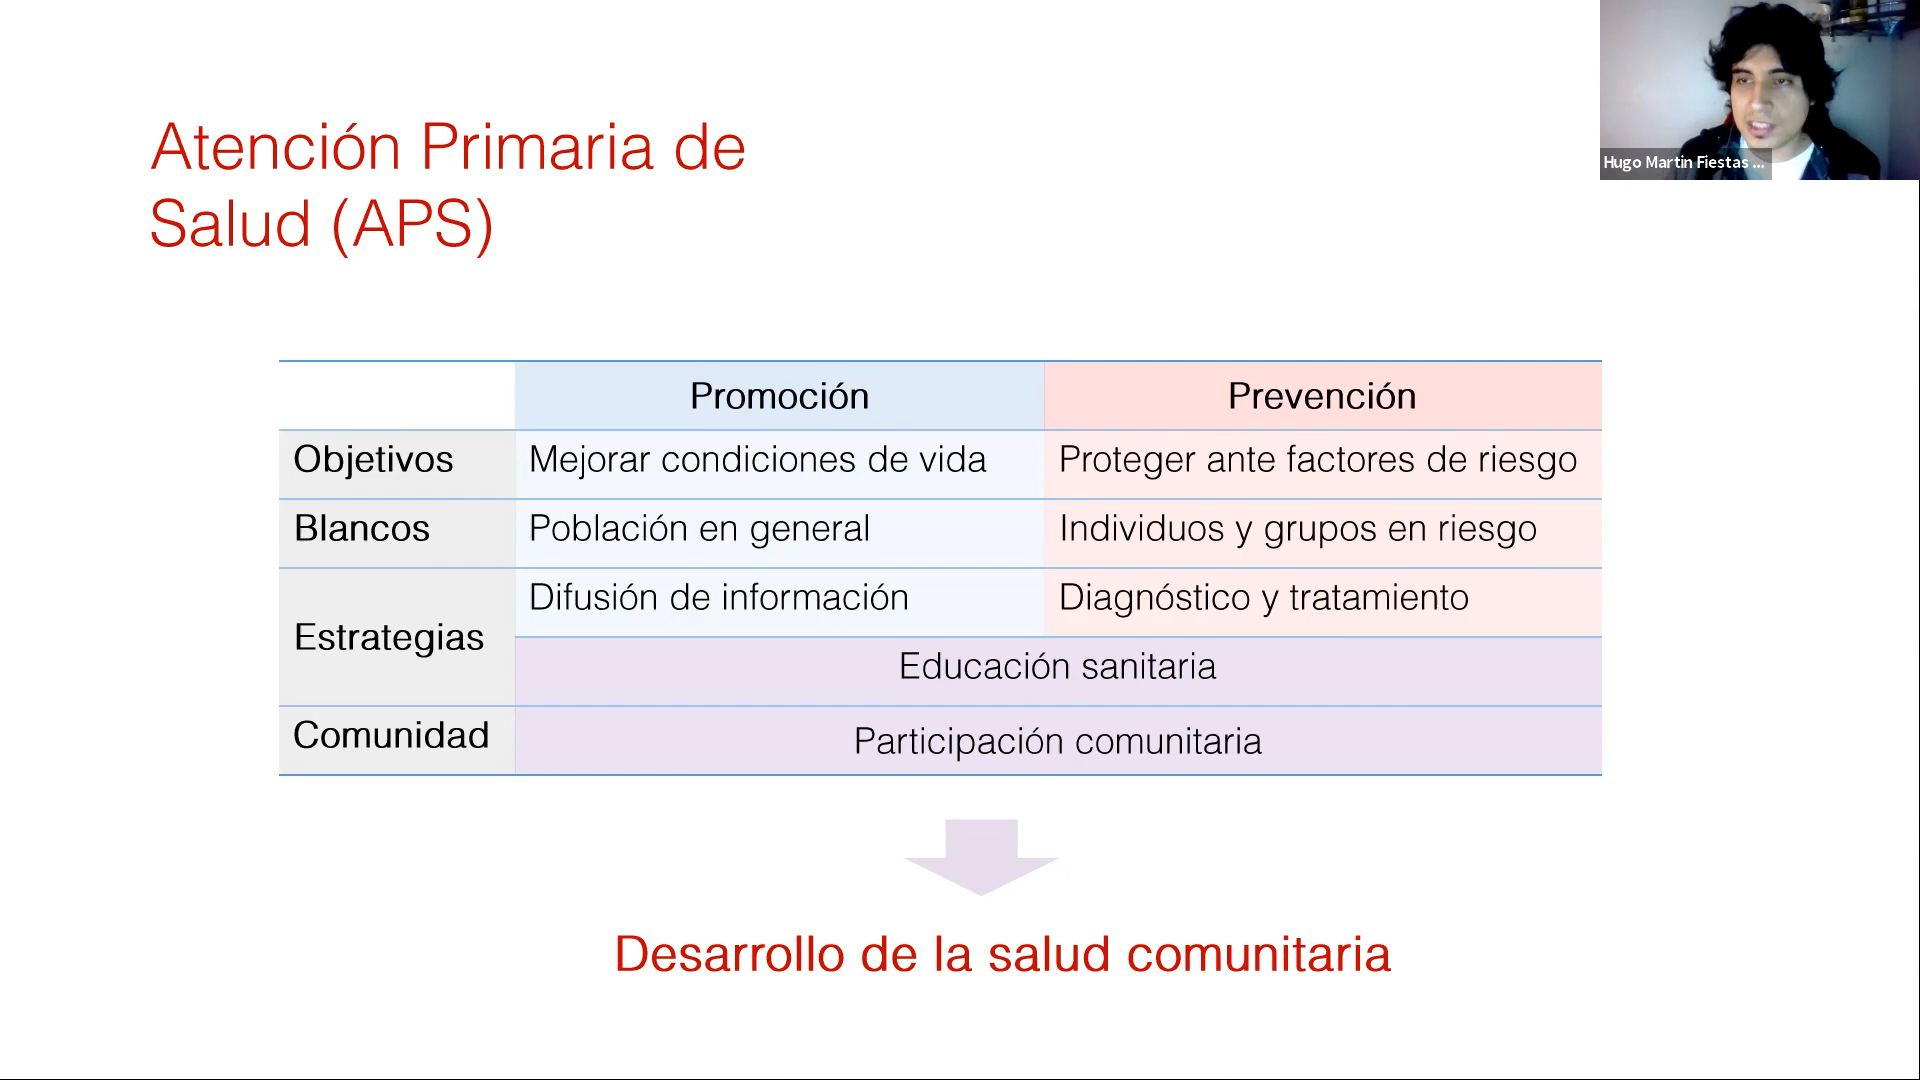 Atención Primaria de
Salud (APS)
Hugo Martin Fiestas ...
Promoción Prevención
Objetivos Mejorar condiciones de vida Proteger ante factores de riesgo
Blancos Población en general Individuos y grupos en riesgo
Estrategias Difusión de información Diagnóstico y tratamiento
Educación sanitaria
Comunidad Participación comunitaria
Desarrollo de la salud comunitaria